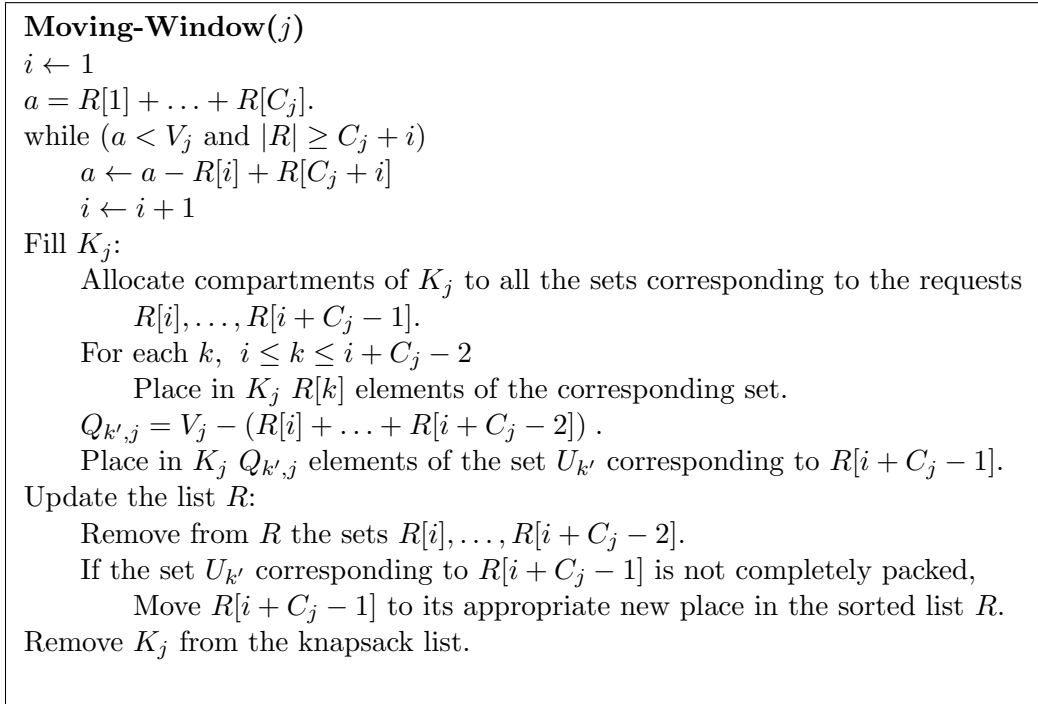 Moving-Window(j)
i ← 1
a = R[1] + … + R[C_j].
while (a < V_j and |R| ≥ C_j + i)
a ← a − R[i] + R[C_j + i]
i ← i + 1
Fill K_j:
Allocate compartments of K_j to all the sets corresponding to the requests
R[i], …, R[i + C_j − 1].
For each k, i ≤ k ≤ i + C_j − 2
Place in K_j R[k] elements of the corresponding set.
Q_{k′,j} = V_j − (R[i] + … + R[i + C_j − 2]) .
Place in K_j Q_{k′,j} elements of the set U_{k′} corresponding to R[i + C_j − 1].
Update the list R:
Remove from R the sets R[i], …, R[i + C_j − 2].
If the set U_{k′} corresponding to R[i + C_j − 1] is not completely packed,
Move R[i + C_j − 1] to its appropriate new place in the sorted list R.
Remove K_j from the knapsack list.